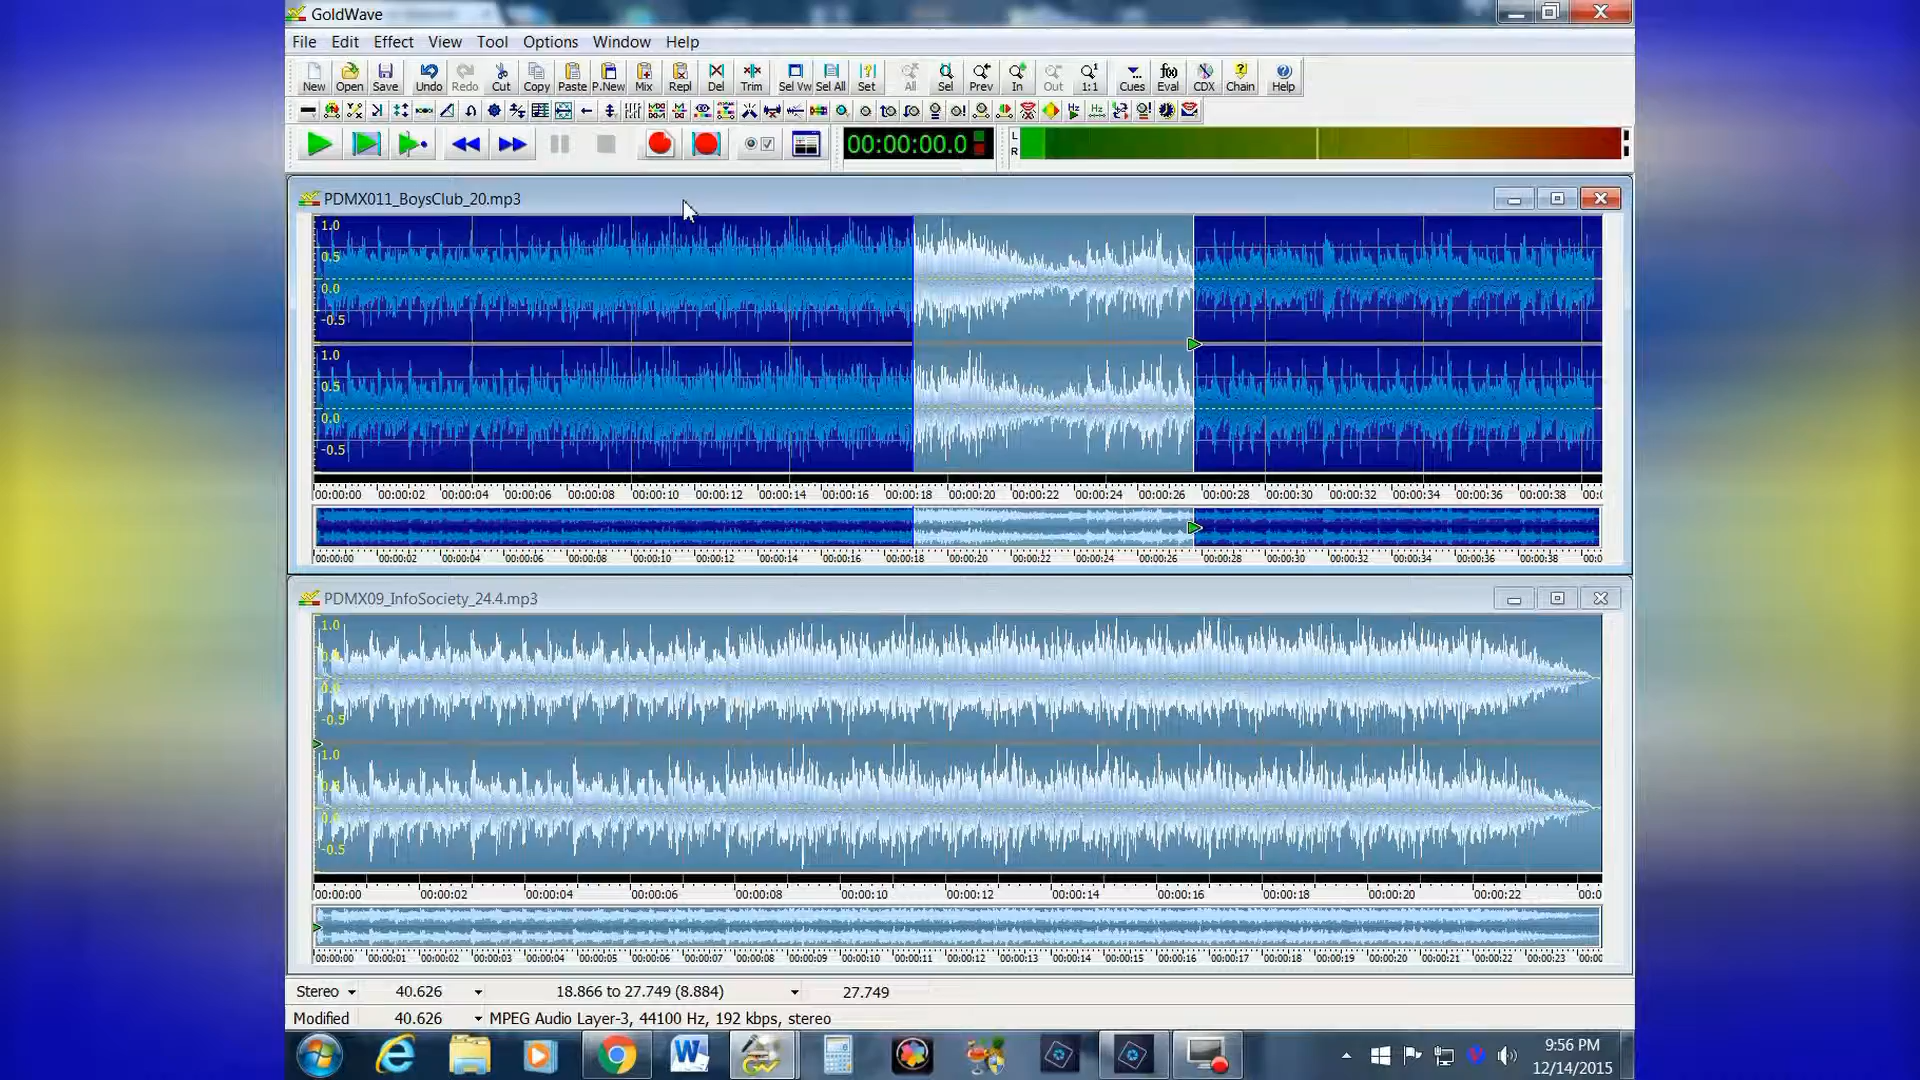 GoldWave
File Edit Effect View Tool Options Window Help
New Open Save Undo Redo Cut Copy Paste P.New Mix Repl Del Trim Sel Vw Sel All Set All Sel Prev In Out 1:1 Cues Eval CDX Chain Help
00:00:00.0
L
R
PDMX011_BoysClub_20.mp3
1.0
0.5
0.0
-0.5
1.0
0.5
0.0
-0.5
00:00:00 00:00:02 00:00:04 00:00:06 00:00:08 00:00:10 00:00:12 00:00:14 00:00:16 00:00:18 00:00:20 00:00:22 00:00:24 00:00:26 00:00:28 00:00:30 00:00:32 00:00:34 00:00:36 00:00:38 00:0
00:00:00 00:00:02 00:00:04 00:00:06 00:00:08 00:00:10 00:00:12 00:00:14 00:00:16 00:00:18 00:00:20 00:00:22 00:00:24 00:00:26 00:00:28 00:00:30 00:00:32 00:00:34 00:00:36 00:00:38 00:0
PDMX09_InfoSociety_24.4.mp3
1.0
0.0
-0.5
1.0
0.0
-0.5
00:00:00 00:00:02 00:00:04 00:00:06 00:00:08 00:00:10 00:00:12 00:00:14 00:00:16 00:00:18 00:00:20 00:00:22 00:0
00:00:00 00:00:01 00:00:02 00:00:03 00:00:04 00:00:05 00:00:06 00:00:07 00:00:08 00:00:09 00:00:10 00:00:11 00:00:12 00:00:13 00:00:14 00:00:15 00:00:16 00:00:17 00:00:18 00:00:19 00:00:20 00:00:21 00:00:22 00:00:23 00:0
Stereo 40.626 18.866 to 27.749 (8.884) 27.749
Modified 40.626 MPEG Audio Layer-3, 44100 Hz, 192 kbps, stereo
9:56 PM
12/14/2015